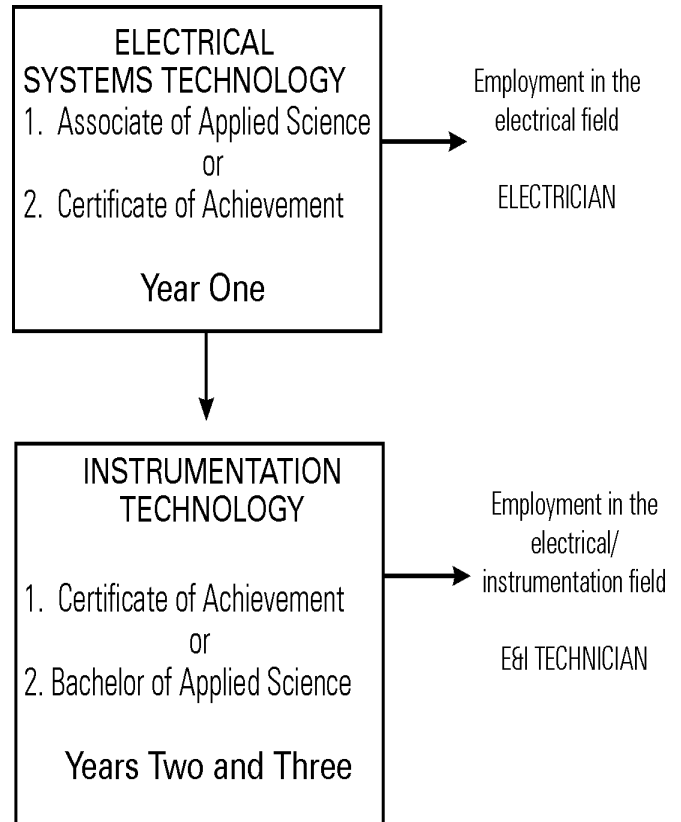 ELECTRICAL
SYSTEMS TECHNOLOGY
1. Associate of Applied Science
or
2. Certificate of Achievement
Year One
Employment in the
electrical field
ELECTRICIAN
INSTRUMENTATION
TECHNOLOGY
1. Certificate of Achievement
or
2. Bachelor of Applied Science
Years Two and Three
Employment in the
electrical/
instrumentation field
E&I TECHNICIAN